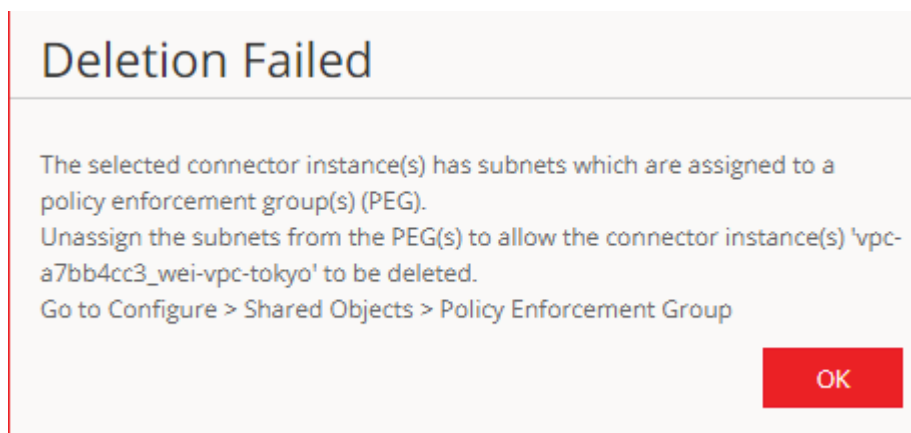 Deletion Failed
The selected connector instance(s) has subnets which are assigned to a
policy enforcement group(s) (PEG).
Unassign the subnets from the PEG(s) to allow the connector instance(s) 'vpc-
a7bb4cc3_wei-vpc-tokyo' to be deleted.
Go to Configure > Shared Objects > Policy Enforcement Group
OK